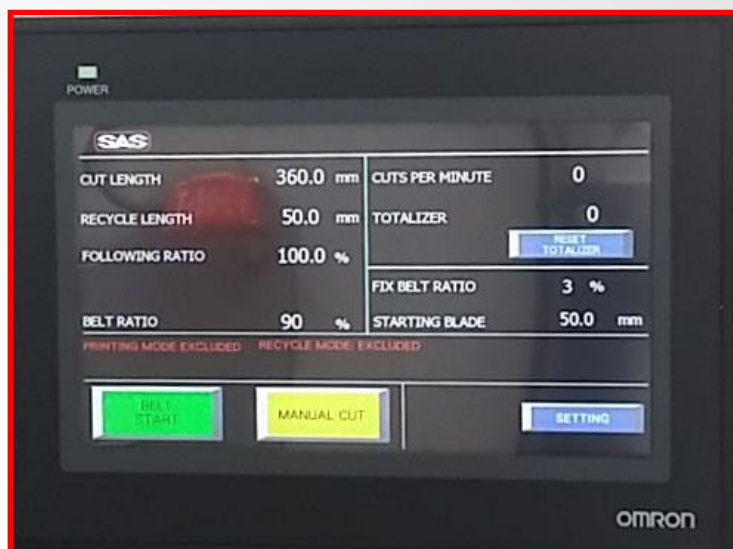 POWER
SAS
CUT LENGTH 360.0 mm
RECYCLE LENGTH 50.0 mm
FOLLOWING RATIO 100.0 %
BELT RATIO 90 %
CUTS PER MINUTE 0
TOTALIZER 0
RESET
TOTALIZER
FIX BELT RATIO 3 %
STARTING BLADE 50.0 mm
PRINTING MODE EXCLUDED RECYCLE MODE: EXCLUDED
BELT
START
MANUAL CUT
SETTING
OMRON